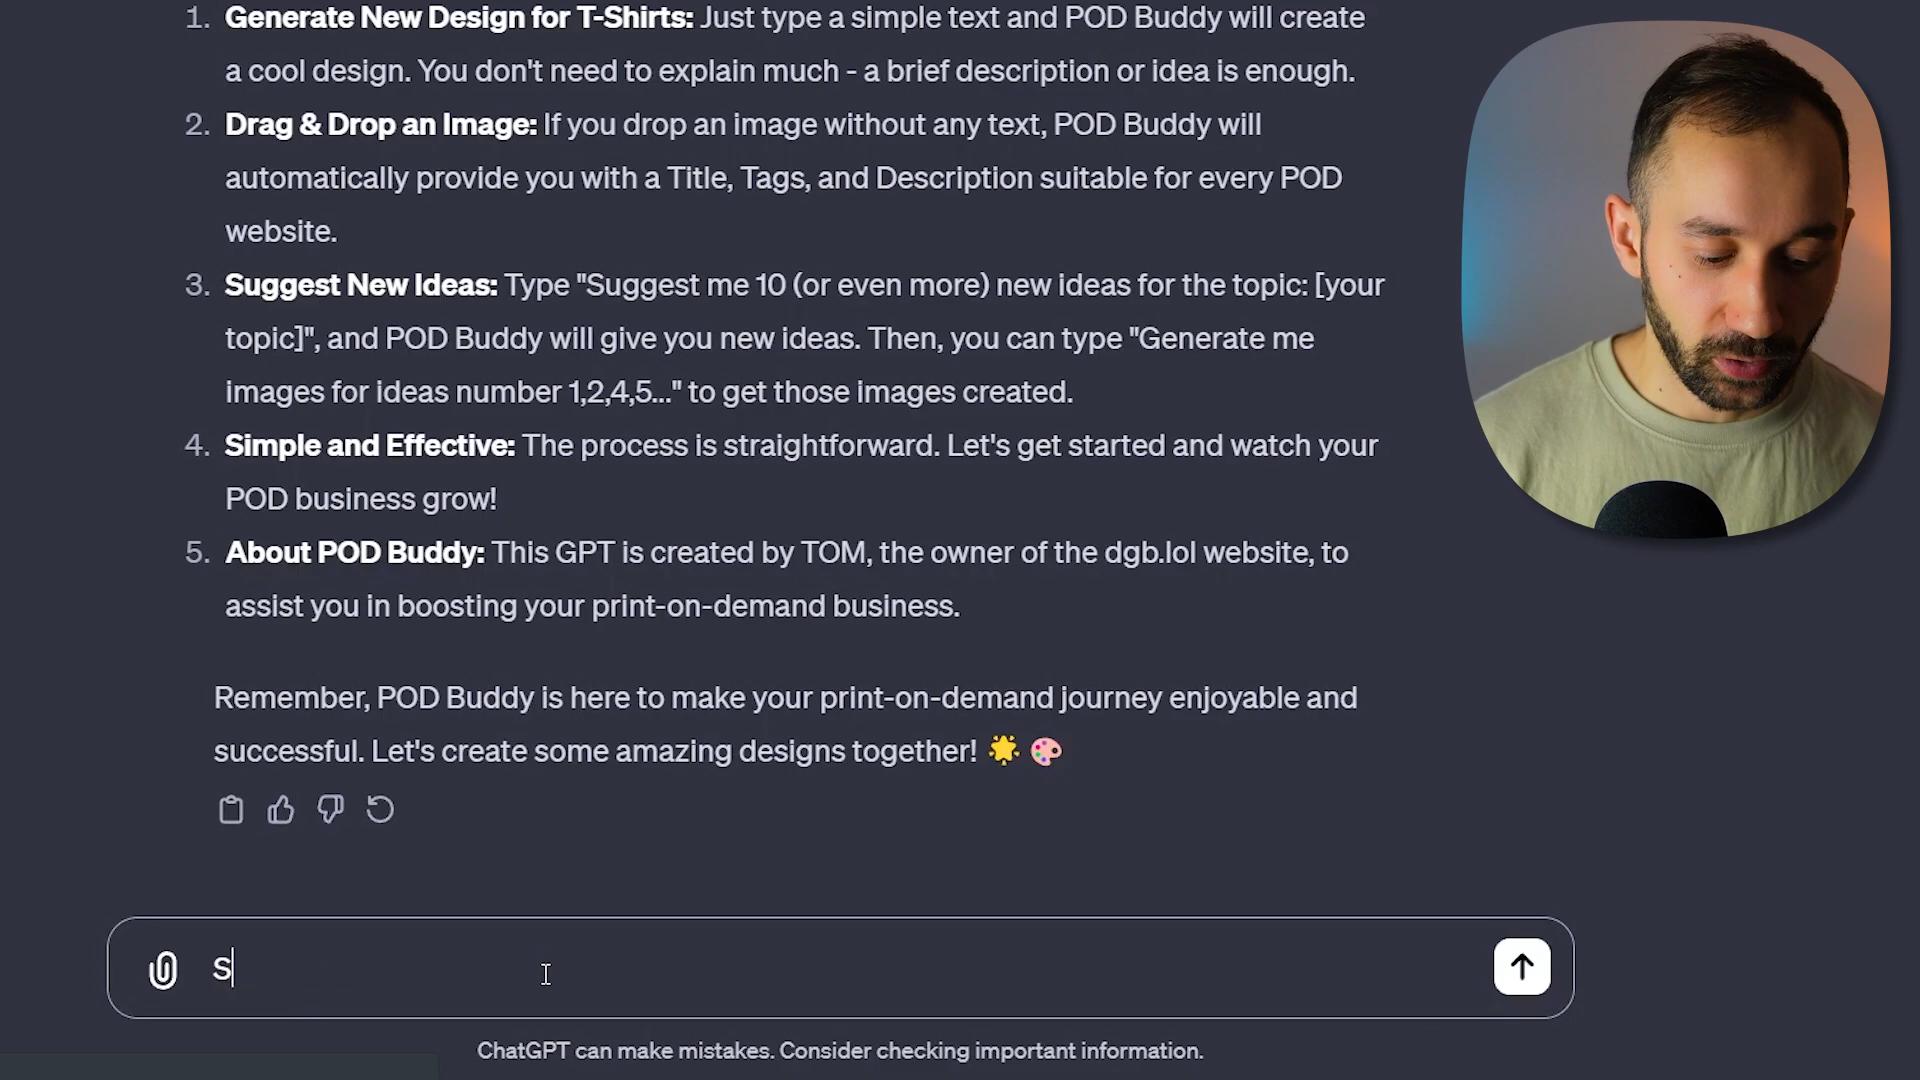 1. Generate New Design for T-Shirts: Just type a simple text and POD Buddy will create
a cool design. You don't need to explain much - a brief description or idea is enough.
2. Drag & Drop an Image: If you drop an image without any text, POD Buddy will
automatically provide you with a Title, Tags, and Description suitable for every POD
website.
3. Suggest New Ideas: Type "Suggest me 10 (or even more) new ideas for the topic: [your
topic]", and POD Buddy will give you new ideas. Then, you can type "Generate me
images for ideas number 1,2,4,5..." to get those images created.
4. Simple and Effective: The process is straightforward. Let's get started and watch your
POD business grow!
5. About POD Buddy: This GPT is created by TOM, the owner of the dgb.lol website, to
assist you in boosting your print-on-demand business.
Remember, POD Buddy is here to make your print-on-demand journey enjoyable and
successful. Let's create some amazing designs together! 🌟 🎨
S
ChatGPT can make mistakes. Consider checking important information.